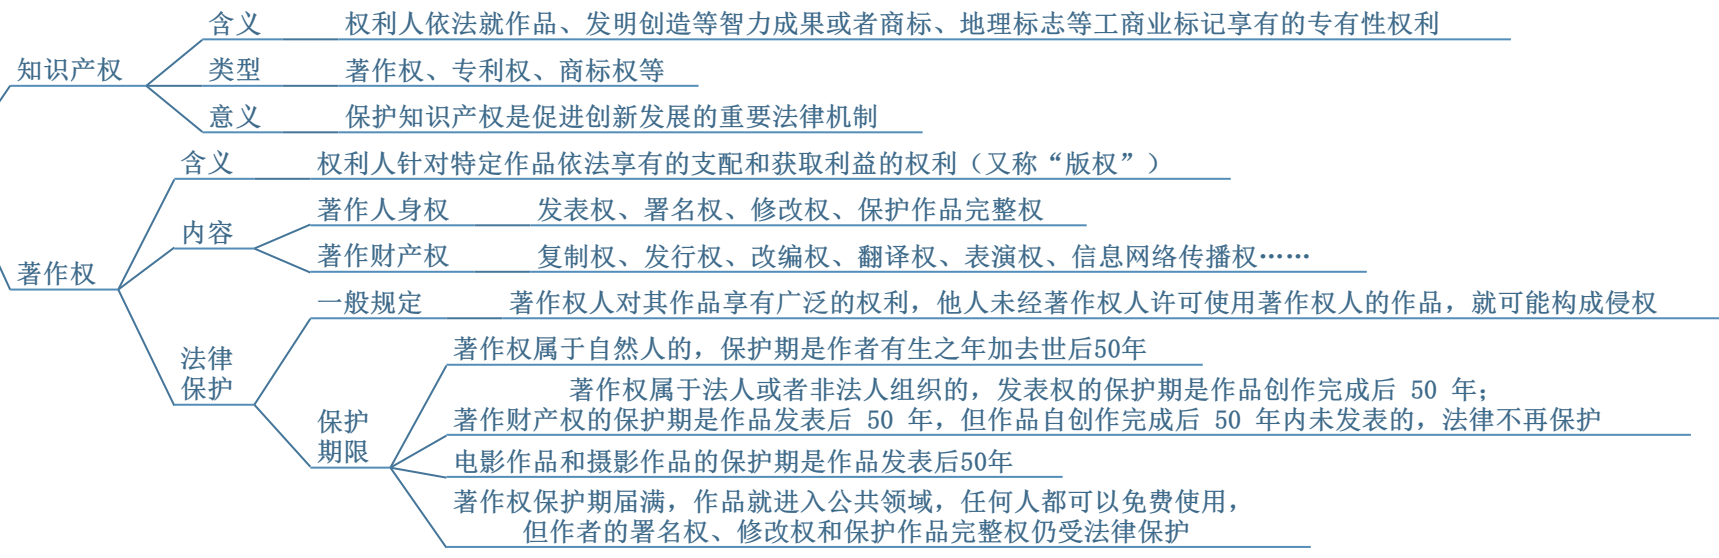 含义
权利人依法就作品、发明创造等智力成果或者商标、地理标志等工商业标记享有的专有性权利
知识产权
类型
著作权、专利权、商标权等
意义
保护知识产权是促进创新发展的重要法律机制
含义
权利人针对特定作品依法享有的支配和获取利益的权利（又称“版权”）
著作权
内容
著作人身权
发表权、署名权、修改权、保护作品完整权
著作财产权
复制权、发行权、改编权、翻译权、表演权、信息网络传播权……
法律
保护
一般规定
著作权人对其作品享有广泛的权利，他人未经著作权人许可使用著作权人的作品，就可能构成侵权
保护
期限
著作权属于自然人的，保护期是作者有生之年加去世后50年
著作权属于法人或者非法人组织的，发表权的保护期是作品创作完成后 50 年；
著作财产权的保护期是作品发表后 50 年，但作品自创作完成后 50 年内未发表的，法律不再保护
电影作品和摄影作品的保护期是作品发表后50年
著作权保护期届满，作品就进入公共领域，任何人都可以免费使用，
但作者的署名权、修改权和保护作品完整权仍受法律保护